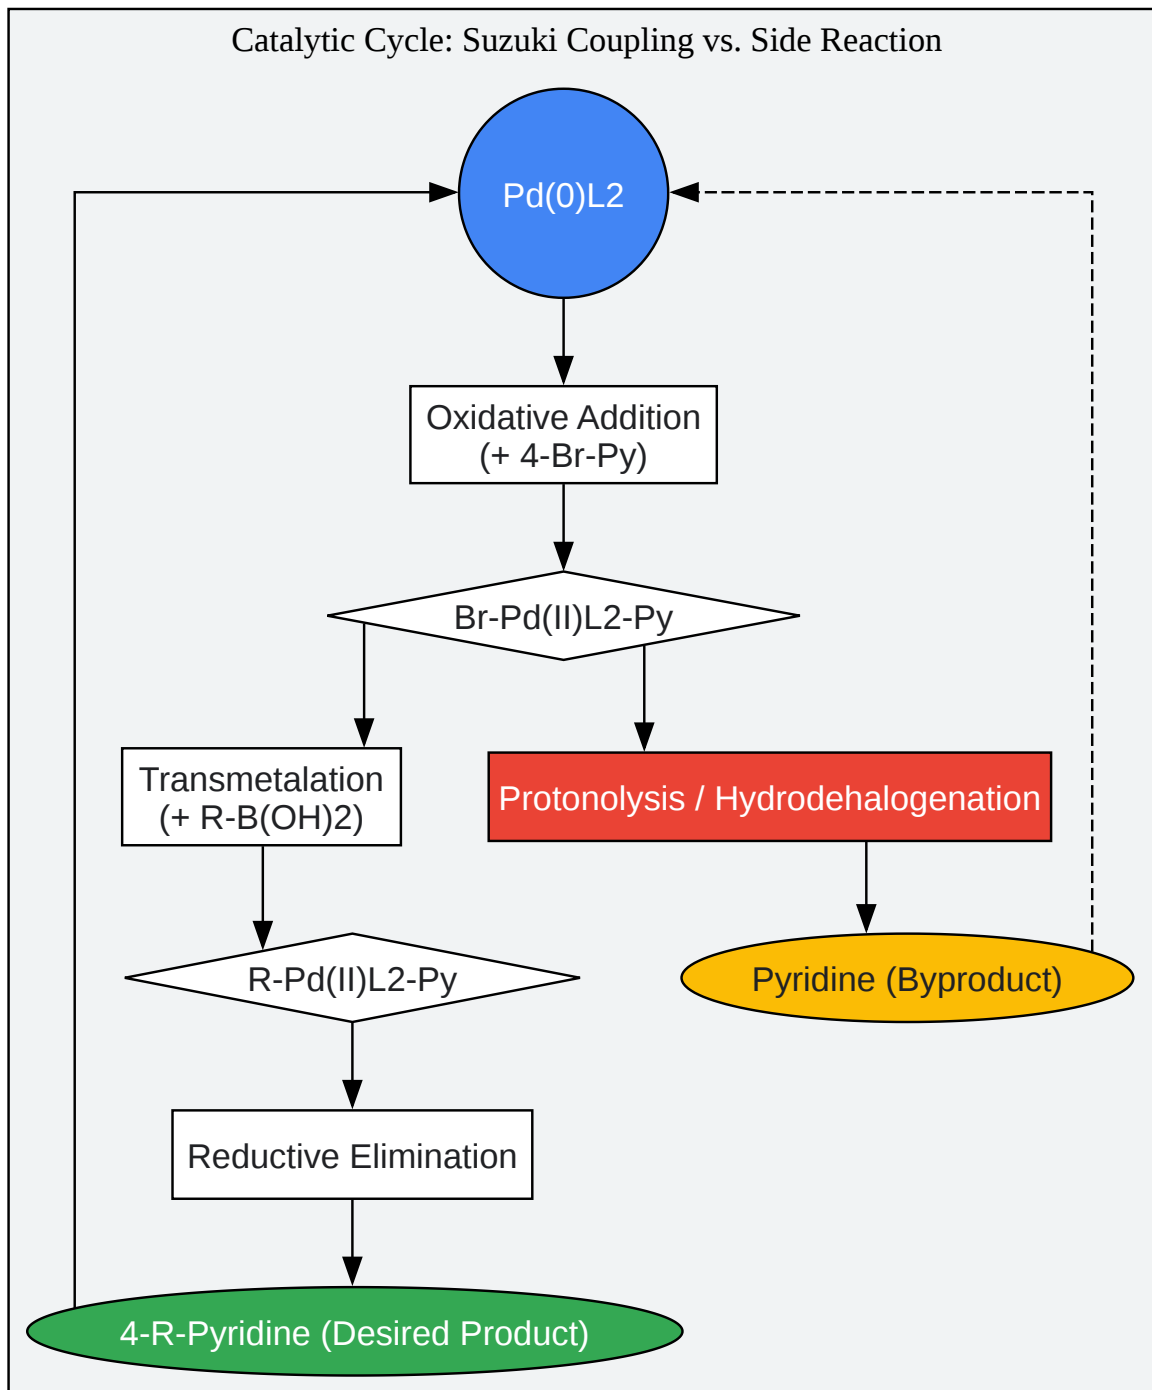 Catalytic Cycle: Suzuki Coupling vs. Side Reaction
Pd(0)L2
Oxidative Addition
(+ 4-Br-Py)
Br-Pd(II)L2-Py
Transmetalation
(+ R-B(OH)2)
Protonolysis / Hydrodehalogenation
R-Pd(II)L2-Py
Pyridine (Byproduct)
Reductive Elimination
4-R-Pyridine (Desired Product)